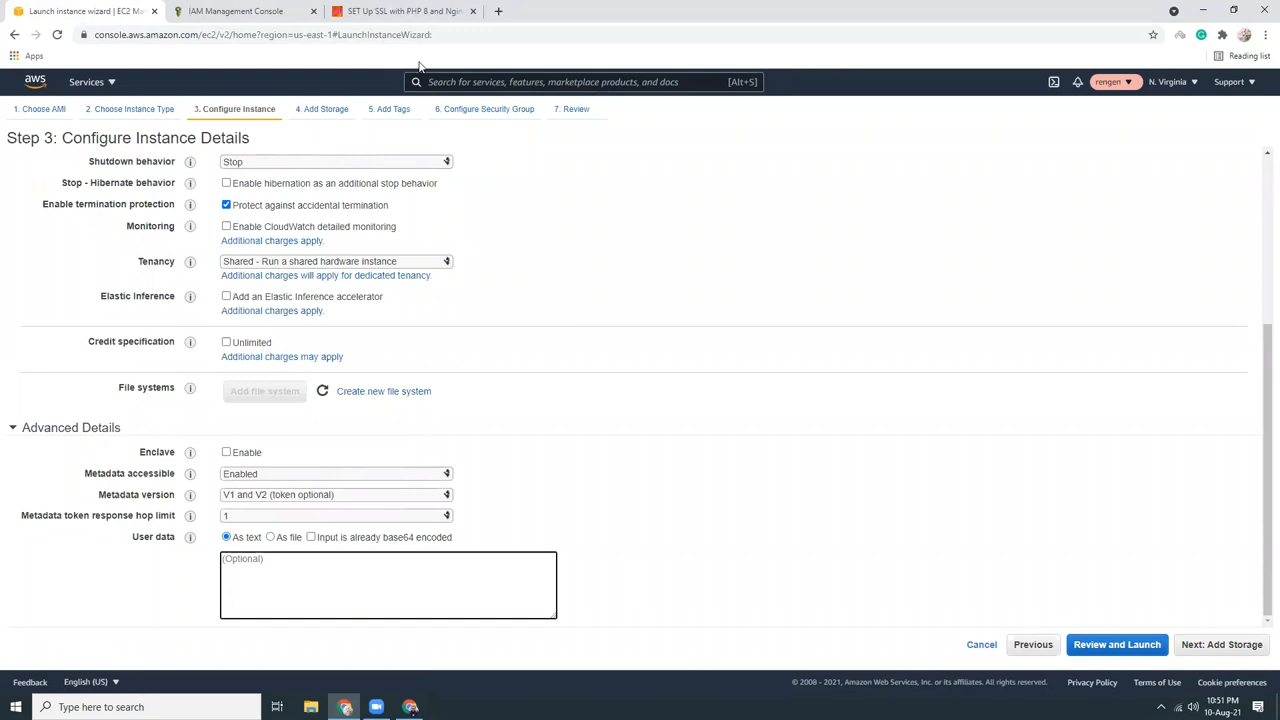 Launch instance wizard | EC2 Ma
IAM Management Console
SET Up SSL with PHP 8 and Ngin
console.aws.amazon.com/ec2/v2/home?region=us-east-1#LaunchInstanceWizard:
Apps
Reading list
aws
Services
Search for services, features, marketplace products, and docs
[Alt+S]
rengen
N. Virginia
Support
1. Choose AMI
2. Choose Instance Type
3. Configure Instance
4. Add Storage
5. Add Tags
6. Configure Security Group
7. Review
Step 3: Configure Instance Details
Shutdown behavior
Stop
Stop - Hibernate behavior
Enable hibernation as an additional stop behavior
Enable termination protection
Protect against accidental termination
Monitoring
Enable CloudWatch detailed monitoring
Additional charges apply.
Tenancy
Shared - Run a shared hardware instance
Additional charges will apply for dedicated tenancy.
Elastic Inference
Add an Elastic Inference accelerator
Additional charges apply.
Credit specification
Unlimited
Additional charges may apply
File systems
Add file system
Create new file system
Advanced Details
Enclave
Enable
Metadata accessible
Enabled
Metadata version
V1 and V2 (token optional)
Metadata token response hop limit
1
User data
As text
As file
Input is already base64 encoded
(Optional)
Cancel
Previous
Review and Launch
Next: Add Storage
Feedback
English (US)
© 2008 - 2021, Amazon Web Services, Inc. or its affiliates. All rights reserved.
Privacy Policy
Terms of Use
Cookie preferences
Type here to search
10:51 PM
10-Aug-21